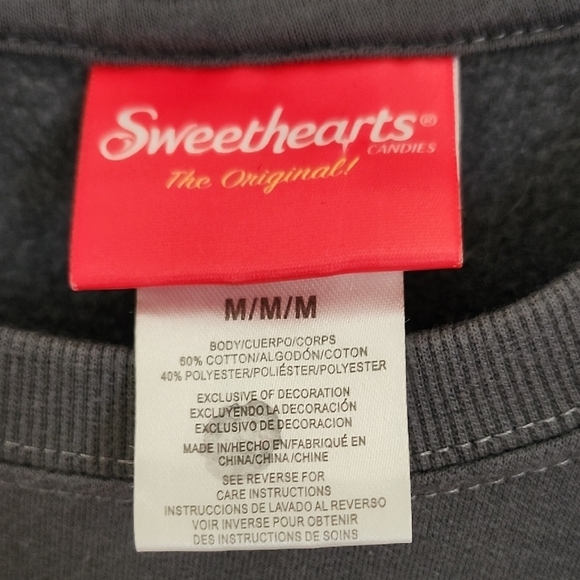 Sweethearts®
CANDIES
The Original!
M/M/M
BODY/CUERPO/CORPS
60% COTTON/ALGODÓN/COTON
40% POLYESTER/POLIÉSTER/POLYESTER
EXCLUSIVE OF DECORATION
EXCLUYENDO LA DECORACIÓN
EXCLUSIVO DE DECORACION
MADE IN/HECHO EN/FABRIQUÉ EN
CHINA/CHINA/CHINE
SEE REVERSE FOR
CARE INSTRUCTIONS
INSTRUCCIONES DE LAVADO AL REVERSO
VOIR INVERSE POUR OBTENIR
DES INSTRUCTIONS DE SOINS